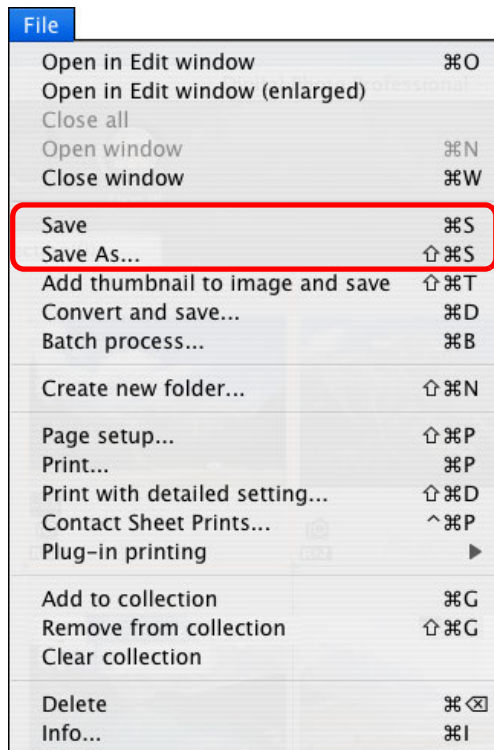 File
Open in Edit window ⌘O
Open in Edit window (enlarged)
Close all
Open window ⌘N
Close window ⌘W
Save ⌘S
Save As... ⇧⌘S
Add thumbnail to image and save ⇧⌘T
Convert and save... ⌘D
Batch process... ⌘B
Create new folder... ⇧⌘N
Page setup... ⇧⌘P
Print... ⌘P
Print with detailed setting... ⇧⌘D
Contact Sheet Prints... ^⌘P
Plug-in printing ▶
Add to collection ⌘G
Remove from collection ⇧⌘G
Clear collection
Delete ⌘⌫
Info... ⌘I